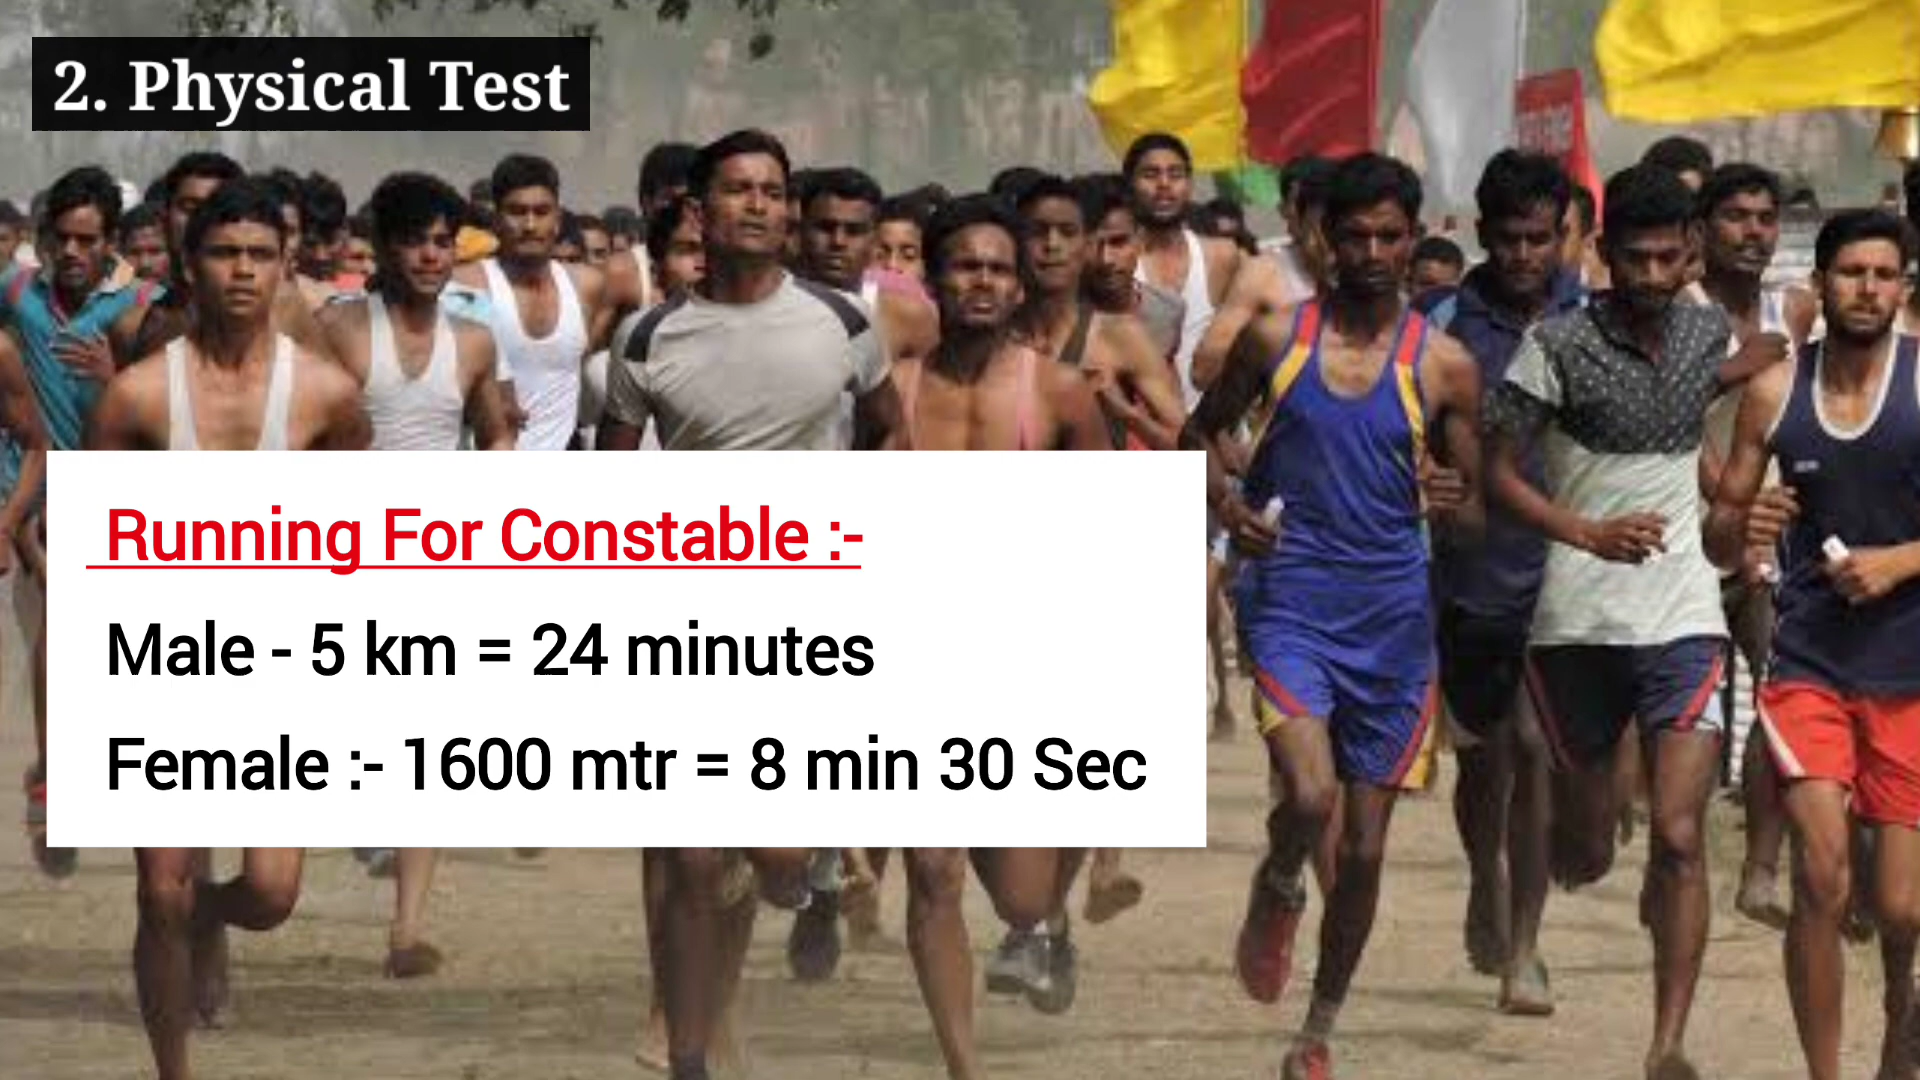 2. Physical Test
Running For Constable :-
Male - 5 km = 24 minutes
Female :- 1600 mtr = 8 min 30 Sec